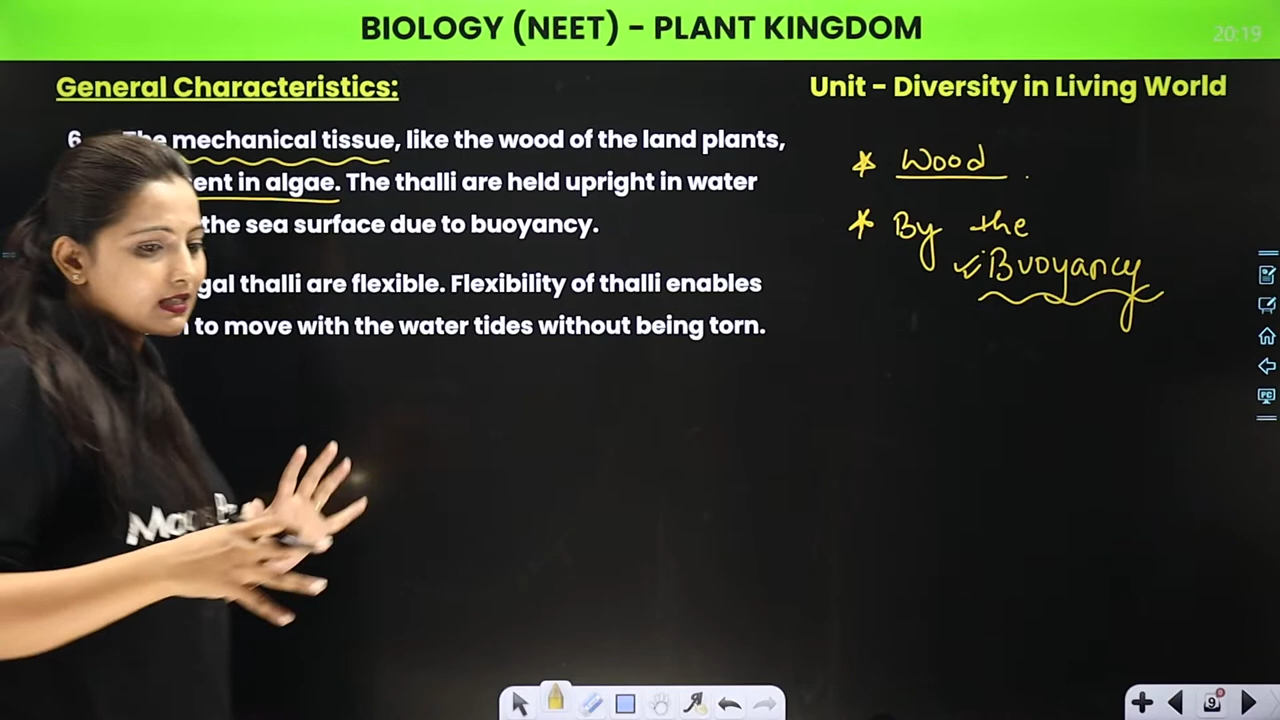 BIOLOGY (NEET) - PLANT KINGDOM
20:19
General Characteristics:
Unit - Diversity in Living World
6. The mechanical tissue, like the wood of the land plants,
in algae. The thalli are held upright in water
the sea surface due to buoyancy.
thalli are flexible. Flexibility of thalli enables
to move with the water tides without being torn.
* Wood .
* By the
Buoyancy
PC
9